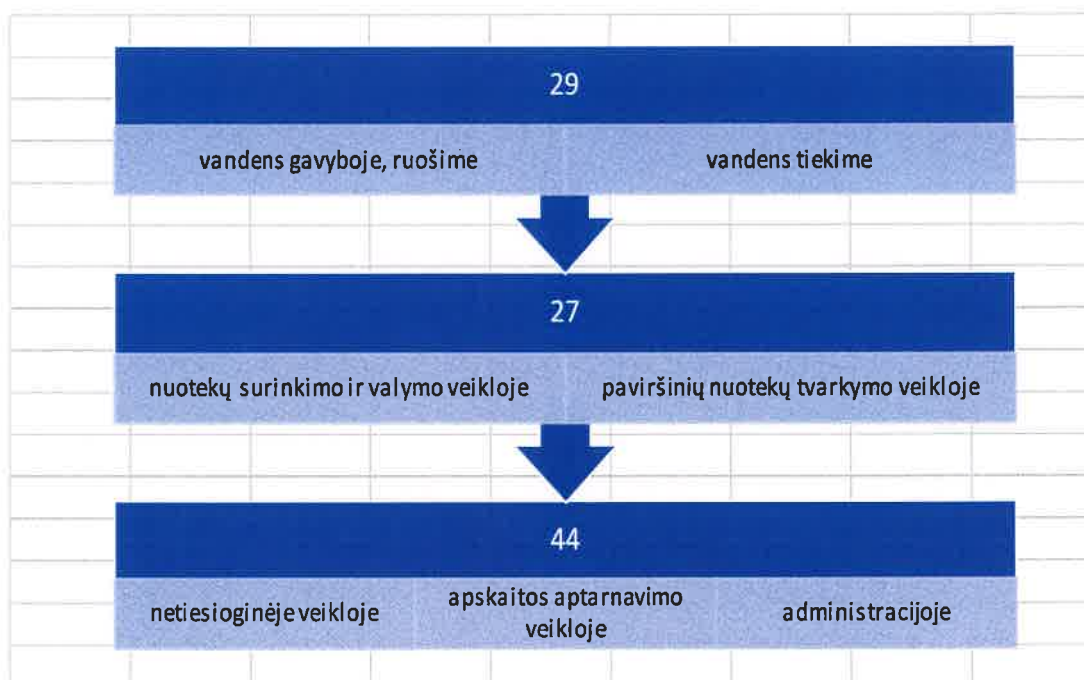 29
vandens gavyboje, ruošime
vandens tiekime
27
nuotekų surinkimo ir valymo veikloje
paviršinių nuotekų tvarkymo veikloje
44
netiesioginėje veikloje
apskaitos aptarnavimo
veikloje
administracijoje